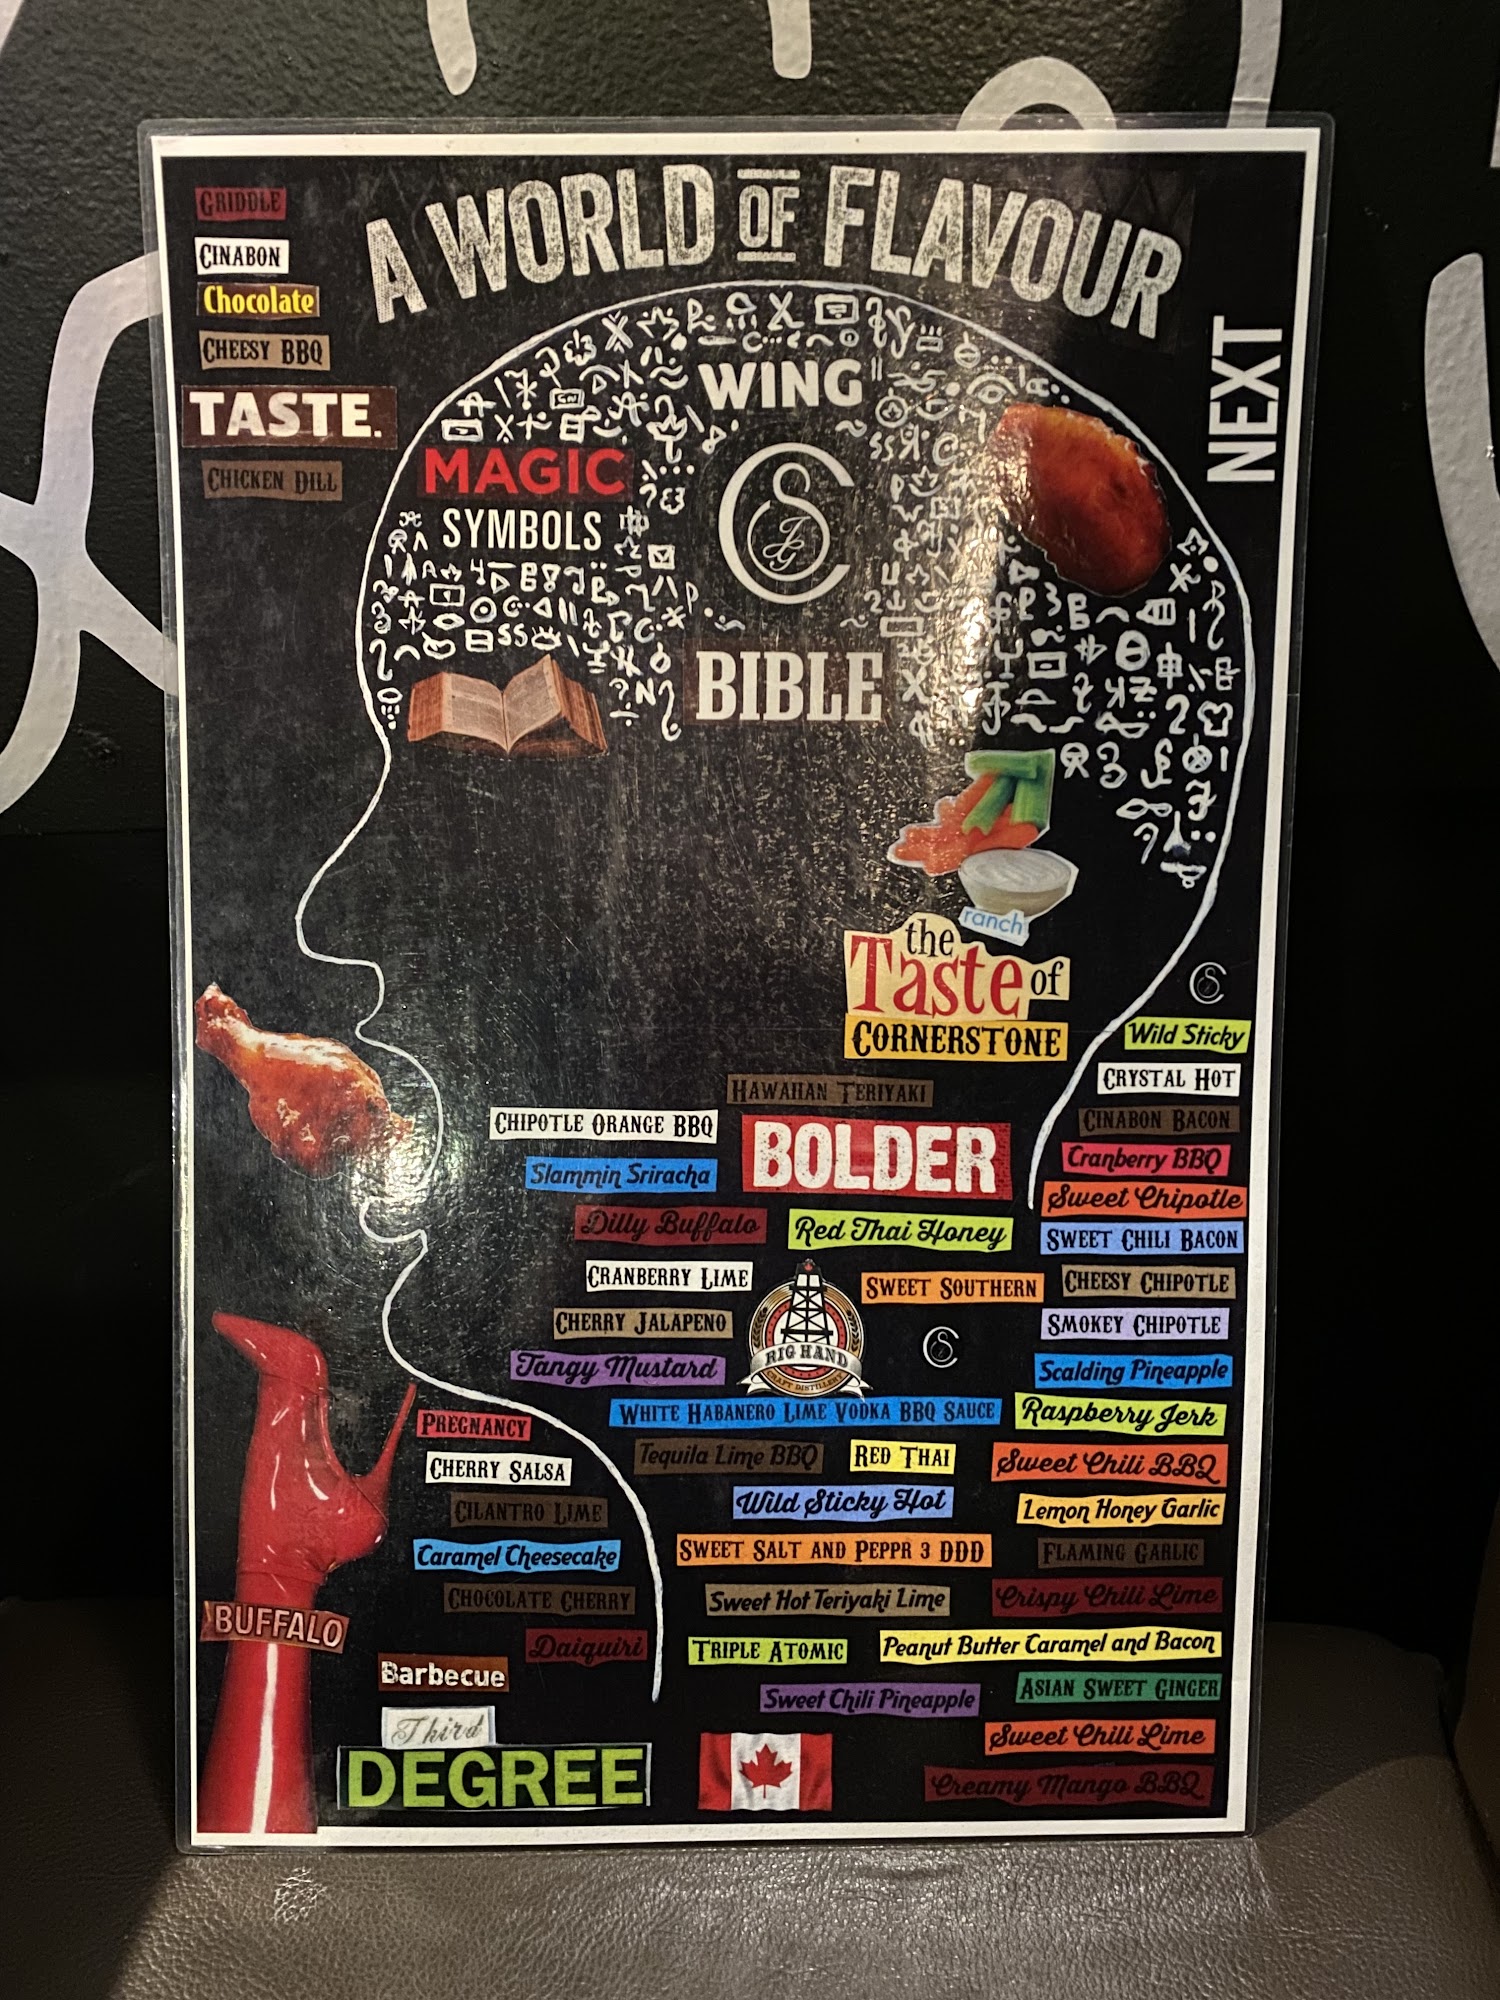 A WORLD OF FLAVOUR
GRIDDLE
CINABON
Chocolate
CHEESY BBQ
TASTE.
CHICKEN DILL
NEXT
WING
MAGIC
SYMBOLS
BIBLE
ranch
the
Taste of
CORNERSTONE
HAWAIIAN TERIYAKI
CHIPOTLE ORANGE BBQ
BOLDER
Slammin Sriracha
Dilly Buffalo
Red Thai Honey
CRANBERRY LIME
SWEET SOUTHERN
CHERRY JALAPENO
RIG HAND
CRAFT DISTILLERY
Tangy Mustard
WHITE HABANERO LIME VODKA BBQ SAUCE
Tequila Lime BBQ
RED THAI
Wild Sticky Hot
SWEET SALT AND PEPPR 3 DDD
Sweet Hot Teriyaki Lime
TRIPLE ATOMIC
Peanut Butter Caramel and Bacon
Sweet Chili Pineapple
Wild Sticky
CRYSTAL HOT
CINABON BACON
Cranberry BBQ
Sweet Chipotle
SWEET CHILI BACON
CHEESY CHIPOTLE
SMOKEY CHIPOTLE
Scalding Pineapple
Raspberry Jerk
Sweet Chili BBQ
Lemon Honey Garlic
FLAMING GARLIC
Crispy Chili Lime
ASIAN SWEET GINGER
Sweet Chili Lime
Creamy Mango BBQ
PREGNANCY
CHERRY SALSA
CILANTRO LIME
Caramel Cheesecake
CHOCOLATE CHERRY
Daiquiri
BUFFALO
Barbecue
Third
DEGREE